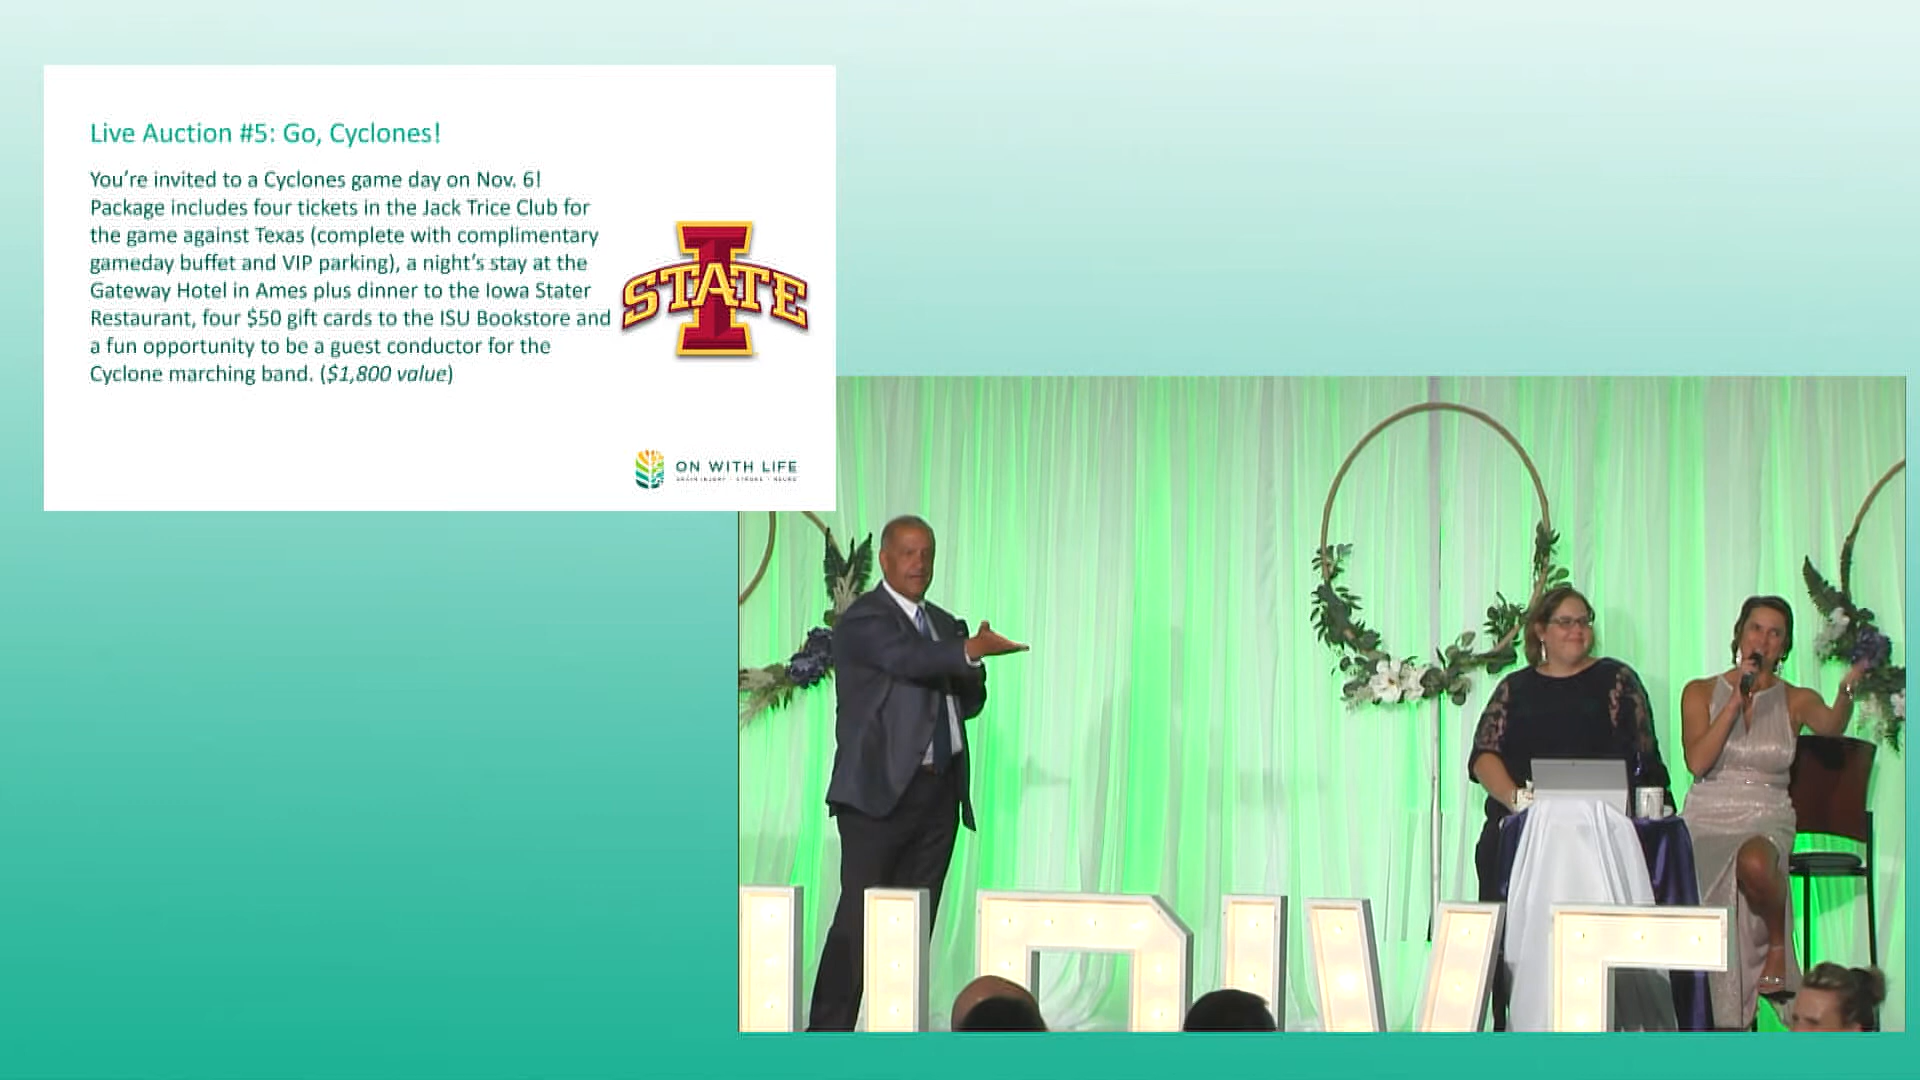 Live Auction #5: Go, Cyclones!
You're invited to a Cyclones game day on Nov. 6!
Package includes four tickets in the Jack Trice Club for
the game against Texas (complete with complimentary
gameday buffet and VIP parking), a night's stay at the
Gateway Hotel in Ames plus dinner to the Iowa Stater
Restaurant, four $50 gift cards to the ISU Bookstore and
a fun opportunity to be a guest conductor for the
Cyclone marching band. ($1,800 value)
I
STATE
ON WITH LIFE
BRAIN INJURY · STROKE · NEURO